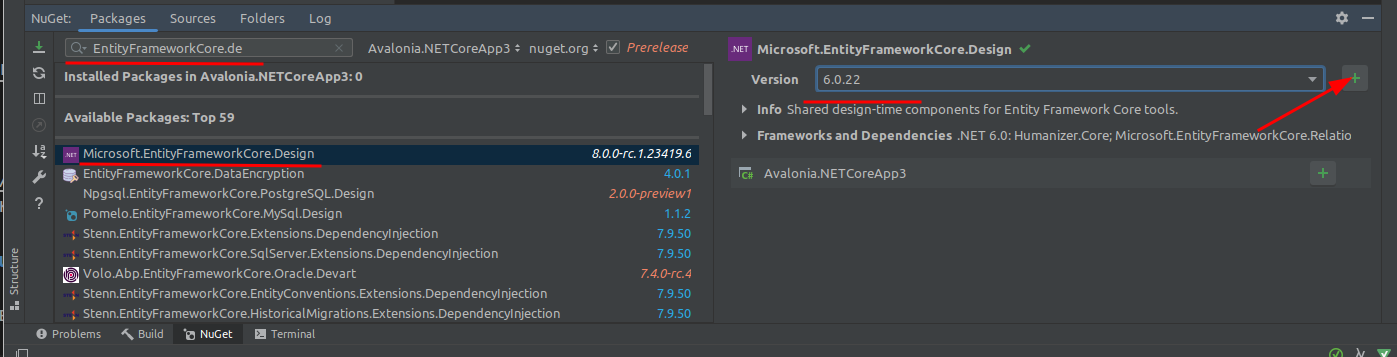 NuGet: Packages Sources Folders Log
EntityFrameworkCore.de Avalonia.NETCoreApp3 nuget.org Prerelease
Installed Packages in Avalonia.NETCoreApp3: 0
Available Packages: Top 59
.NET Microsoft.EntityFrameworkCore.Design 8.0.0-rc.1.23419.6
EntityFrameworkCore.DataEncryption 4.0.1
Npgsql.EntityFrameworkCore.PostgreSQL.Design 2.0.0-preview1
Pomelo.EntityFrameworkCore.MySql.Design 1.1.2
Stenn.EntityFrameworkCore.Extensions.DependencyInjection 7.9.50
Stenn.EntityFrameworkCore.SqlServer.Extensions.DependencyInjection 7.9.50
Volo.Abp.EntityFrameworkCore.Oracle.Devart 7.4.0-rc.4
Stenn.EntityFrameworkCore.EntityConventions.Extensions.DependencyInjection 7.9.50
Stenn.EntityFrameworkCore.HistoricalMigrations.Extensions.DependencyInjection 7.9.50
.NET Microsoft.EntityFrameworkCore.Design
Version 6.0.22
Info Shared design-time components for Entity Framework Core tools.
Frameworks and Dependencies .NET 6.0: Humanizer.Core; Microsoft.EntityFrameworkCore.Relatio
C# Avalonia.NETCoreApp3
Structure
Problems Build NuGet Terminal